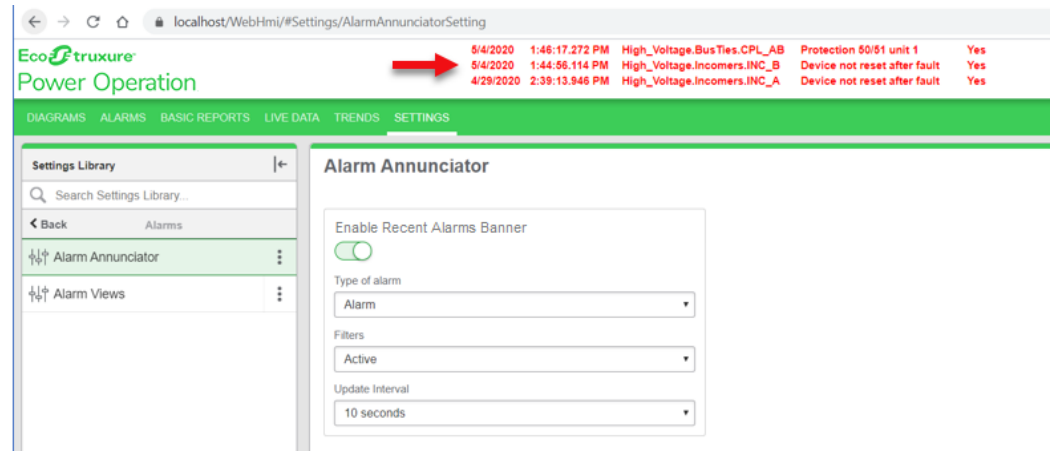 localhost/WebHmi/#Settings/AlarmAnnunciatorSetting
EcoStruxure
Power Operation
5/4/2020 1:46:17.272 PM High_Voltage.BusTies.CPL_AB Protection 50/51 unit 1 Yes
5/4/2020 1:44:56.114 PM High_Voltage.Incomers.INC_B Device not reset after fault Yes
4/29/2020 2:39:13.946 PM High_Voltage.Incomers.INC_A Device not reset after fault Yes
DIAGRAMS ALARMS BASIC REPORTS LIVE DATA TRENDS SETTINGS
Settings Library
Search Settings Library...
Back Alarms
Alarm Annunciator
Alarm Views
Alarm Annunciator
Enable Recent Alarms Banner
Type of alarm
Alarm
Filters
Active
Update Interval
10 seconds